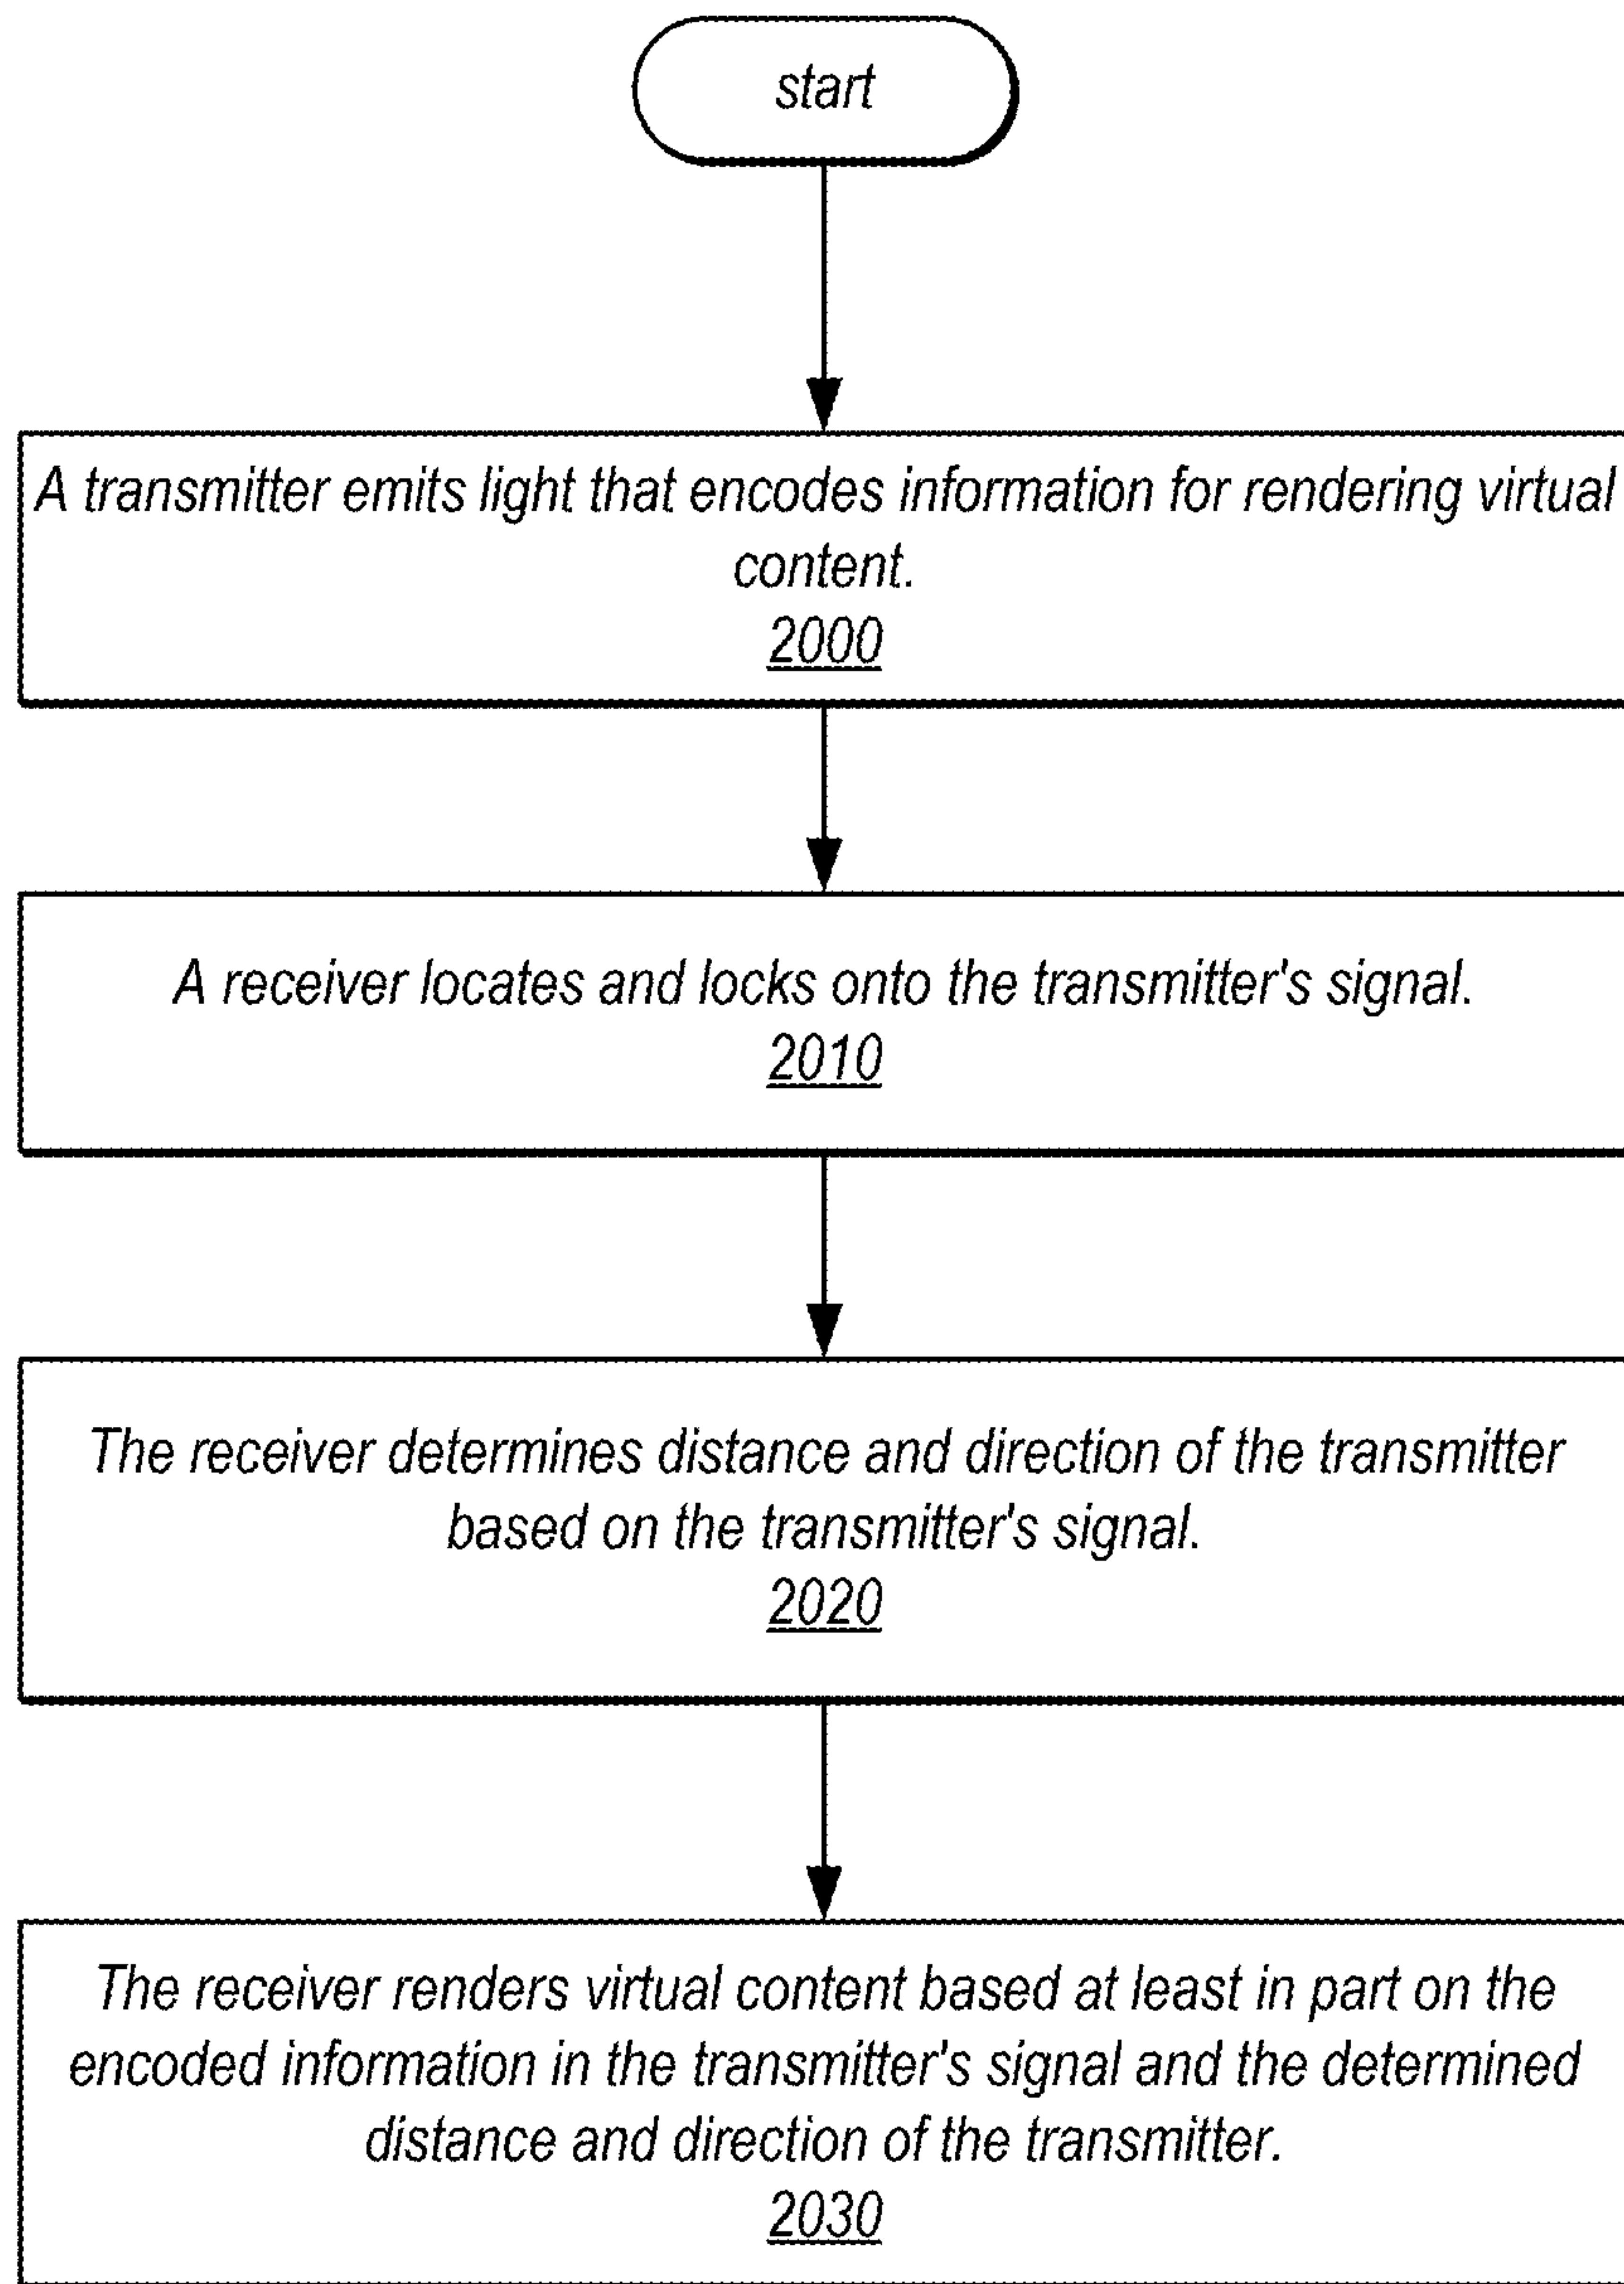 start
A transmitter emits light that encodes information for rendering virtual
content.
2000
A receiver locates and locks onto the transmitter's signal.
2010
The receiver determines distance and direction of the transmitter
based on the transmitter's signal.
2020
The receiver renders virtual content based at least in part on the
encoded information in the transmitter's signal and the determined
distance and direction of the transmitter.
2030